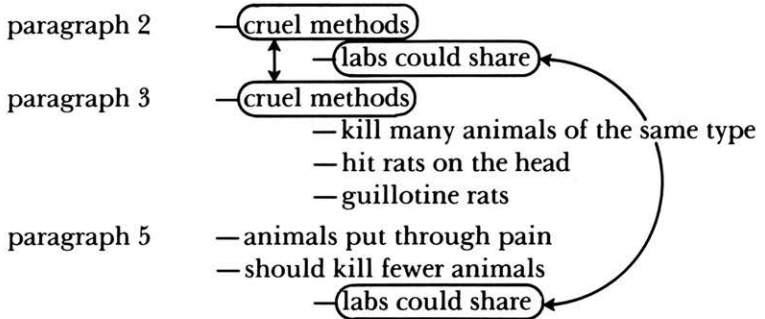 paragraph 2 —cruel methods
—labs could share
paragraph 3 —cruel methods
—kill many animals of the same type
—hit rats on the head
—guillotine rats
paragraph 5 —animals put through pain
—should kill fewer animals
—labs could share